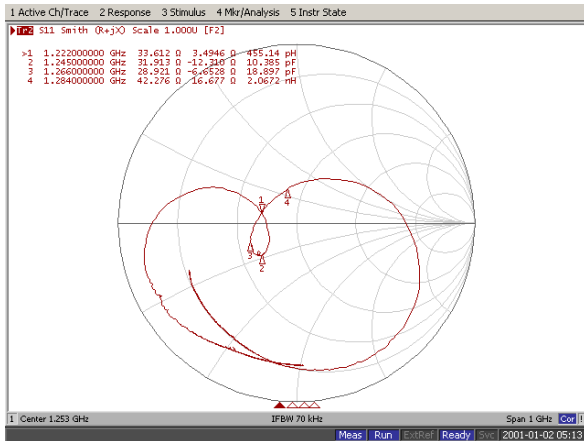 1 Active Ch/Trace 2 Response 3 Stimulus 4 Mkr/Analysis 5 Instr State
Tr2 S11 Smith (R+jX) Scale 1.000U [F2]
>1 1.222000000 GHz 33.612 Ω 3.4946 Ω 455.14 pH
2 1.245000000 GHz 31.913 Ω -12.310 Ω 10.385 pF
3 1.266000000 GHz 28.921 Ω -6.6528 Ω 18.897 pF
4 1.284000000 GHz 42.276 Ω 16.677 Ω 2.0672 nH
1
4
3
2
1 Center 1.253 GHz IFBW 70 kHz Span 1 GHz Cor !
Meas Run ExtRef Ready Svc 2001-01-02 05:13